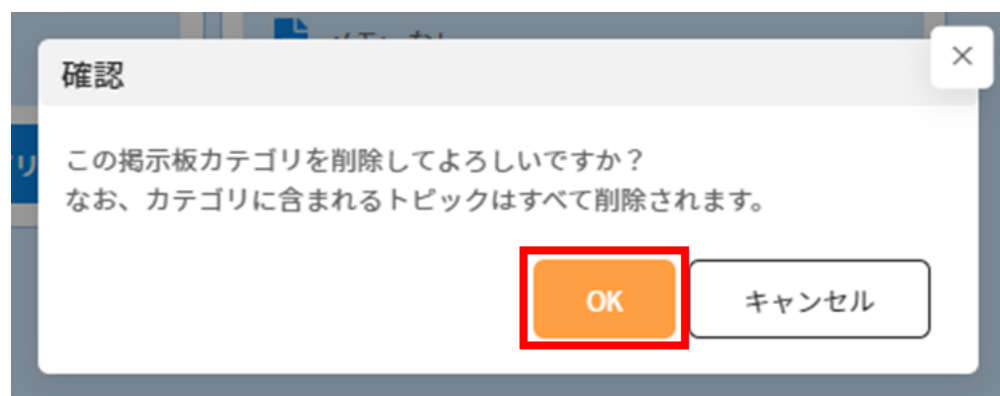 確認
この掲示板カテゴリを削除してよろしいですか？
なお、カテゴリに含まれるトピックはすべて削除されます。
OK
キャンセル